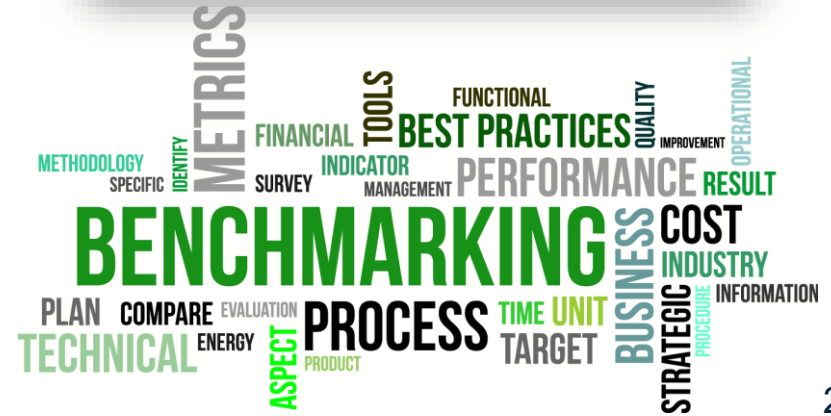 METRICS
TOOLS
FUNCTIONAL
QUALITY
OPERATIONAL
FINANCIAL
BEST PRACTICES
IMPROVEMENT
METHODOLOGY
IDENTIFY
INDICATOR
SPECIFIC
SURVEY
MANAGEMENT
PERFORMANCE
RESULT
BENCHMARKING
BUSINESS
COST
INDUSTRY
PLAN
COMPARE
EVALUATION
PROCESS
TIME
UNIT
STRATEGIC
PROCEDURE
INFORMATION
TECHNICAL
ENERGY
ASPECT
PRODUCT
TARGET